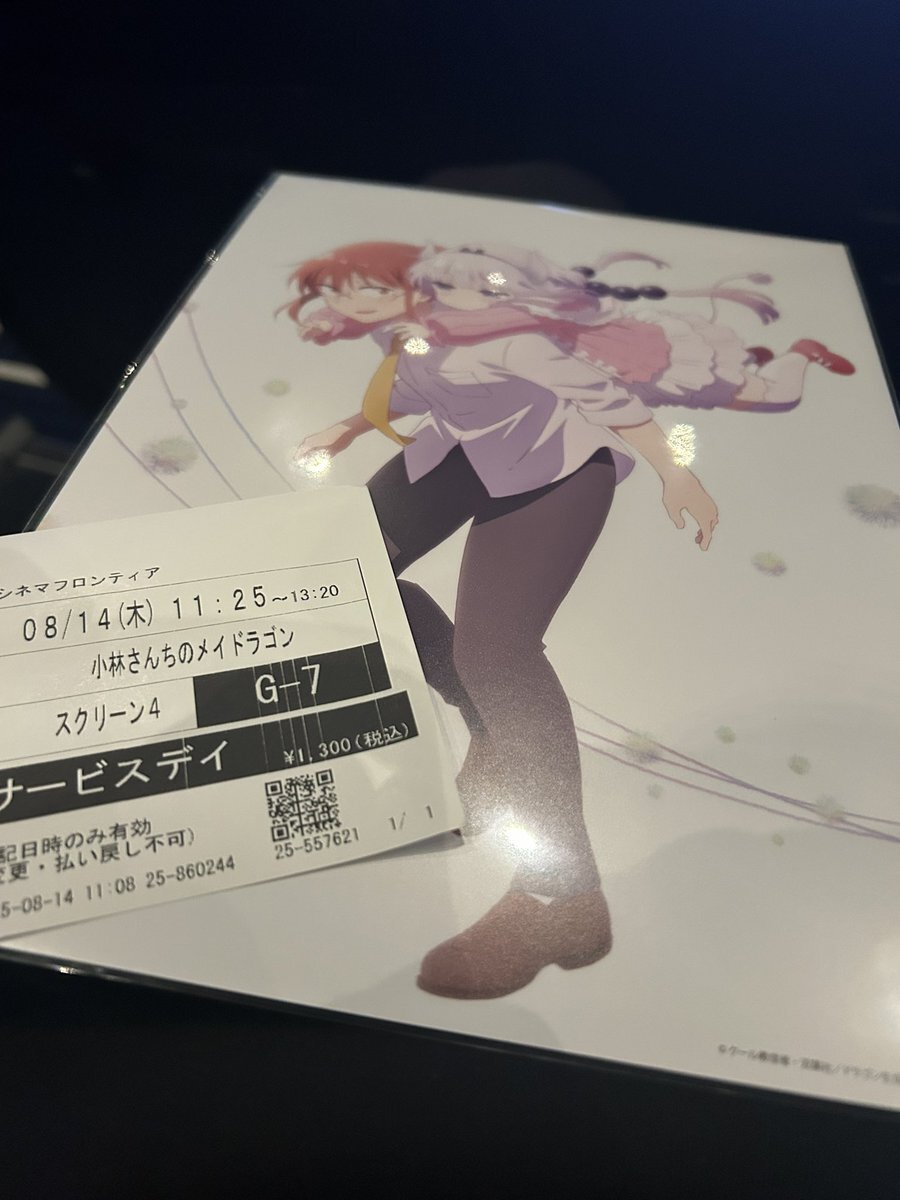 シネマフロンティア
08/14(木) 11:25～13:20
小林さんちのメイドラゴン
スクリーン4 G-7
サービスデイ ¥1,300(税込)
記日時のみ有効
変更・払い戻し不可)
25-557621 1/ 1
5-08-14 11:08 25-860244